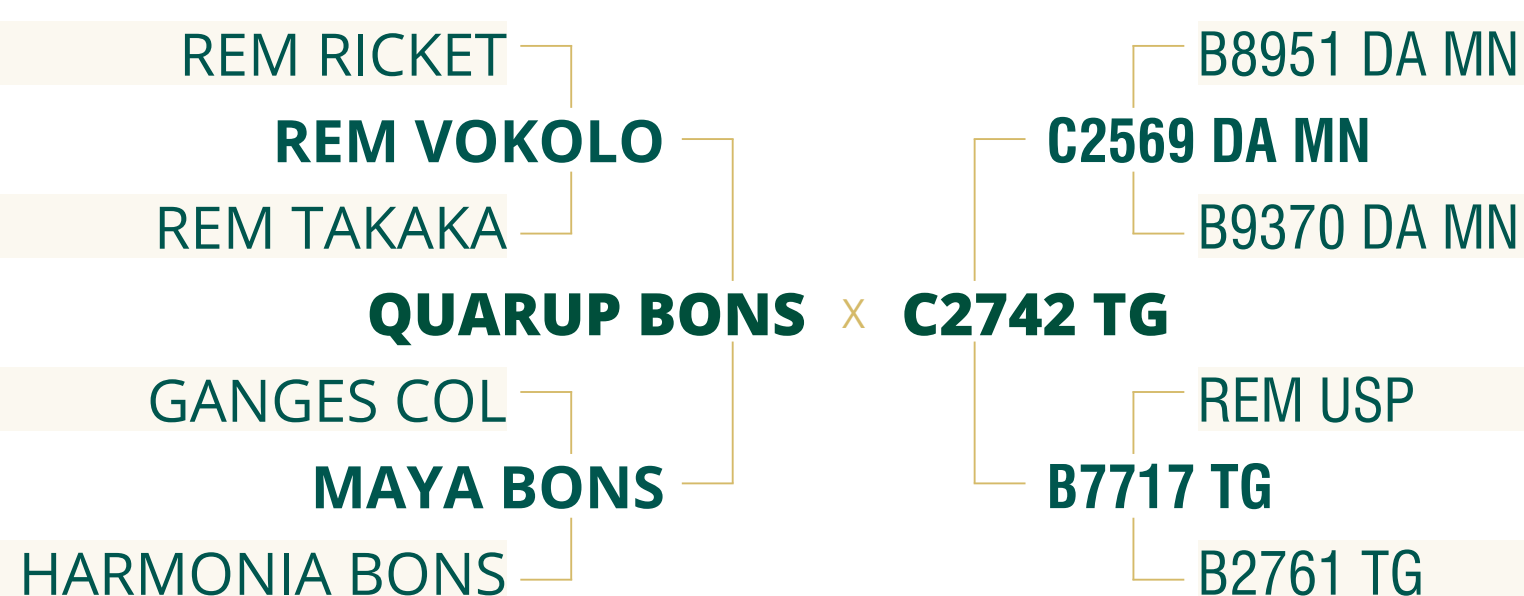 REM RICKET B8951 DA MN
REM VOKOLO C2569 DA MN
REM TAKAKA B9370 DA MN
QUARUP BONS X C2742 TG
GANGES COL REM USP
MAYA BONS B7717 TG
HARMONIA BONS B2761 TG